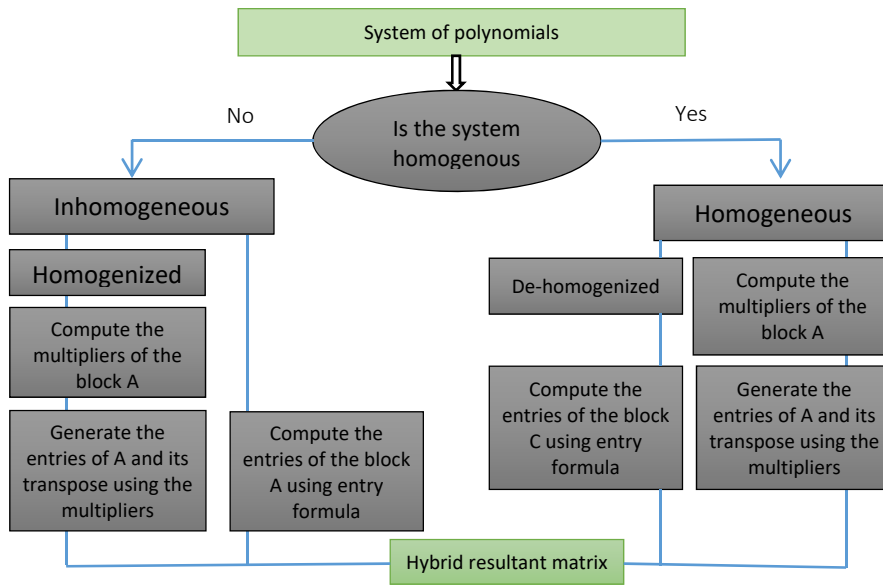 System of polynomials
No
Yes
Is the system
homogenous
Inhomogeneous
Homogeneous
Homogenized
De-homogenized
Compute the
multipliers of the
block A
Compute the
multipliers of the
block A
Generate the
entries of A and its
transpose using the
multipliers
Compute the
entries of the block
A using entry
formula
Compute the
entries of the block
C using entry
formula
Generate the
entries of A and its
transpose using the
multipliers
Hybrid resultant matrix